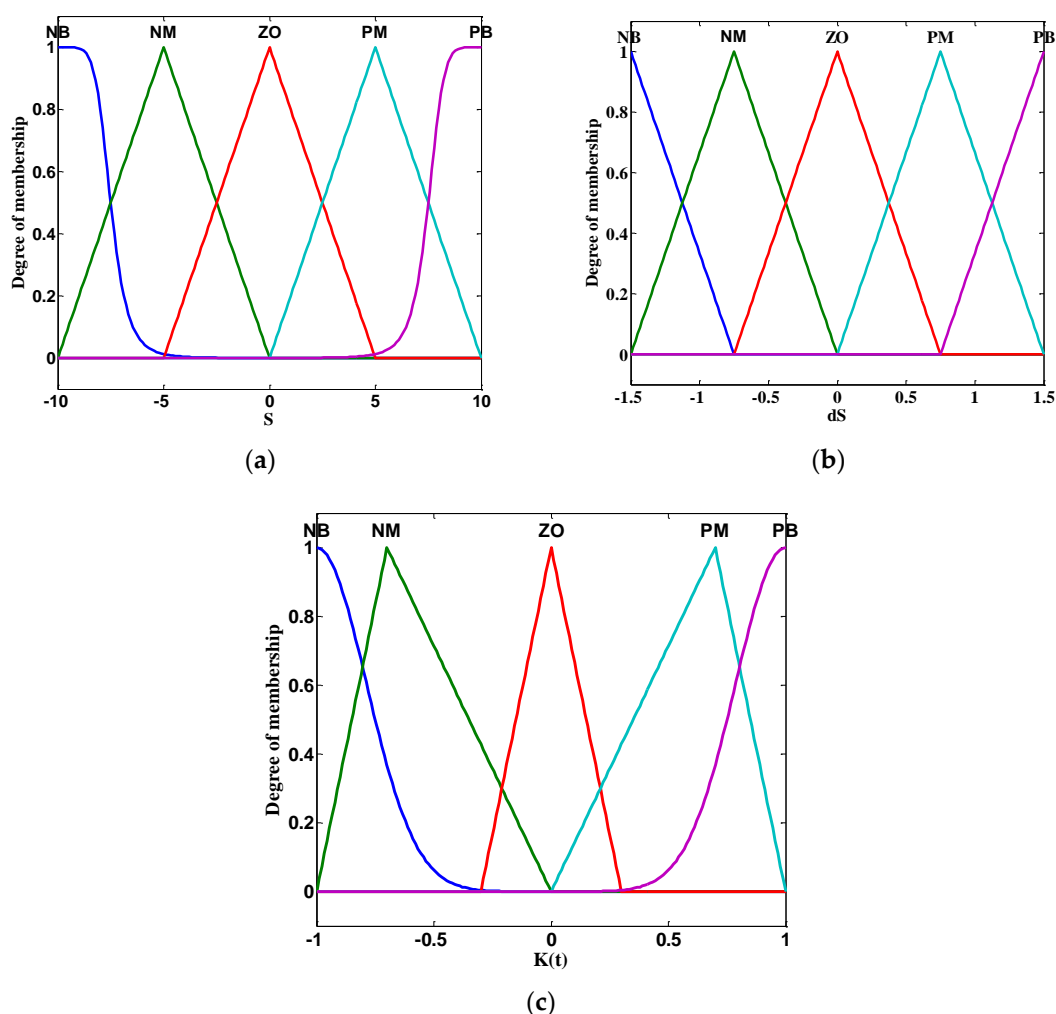 NB NM ZO PM PB
1
0.8
0.6
0.4
0.2
0
Degree of membership
-10 -5 0 5 10
S
(a)
NB NM ZO PM PB
1
0.8
0.6
0.4
0.2
0
Degree of membership
-1.5 -1 -0.5 0 0.5 1 1.5
dS
(b)
NB NM ZO PM PB
1
0.8
0.6
0.4
0.2
0
Degree of membership
-1 -0.5 0 0.5 1
K(t)
(c)